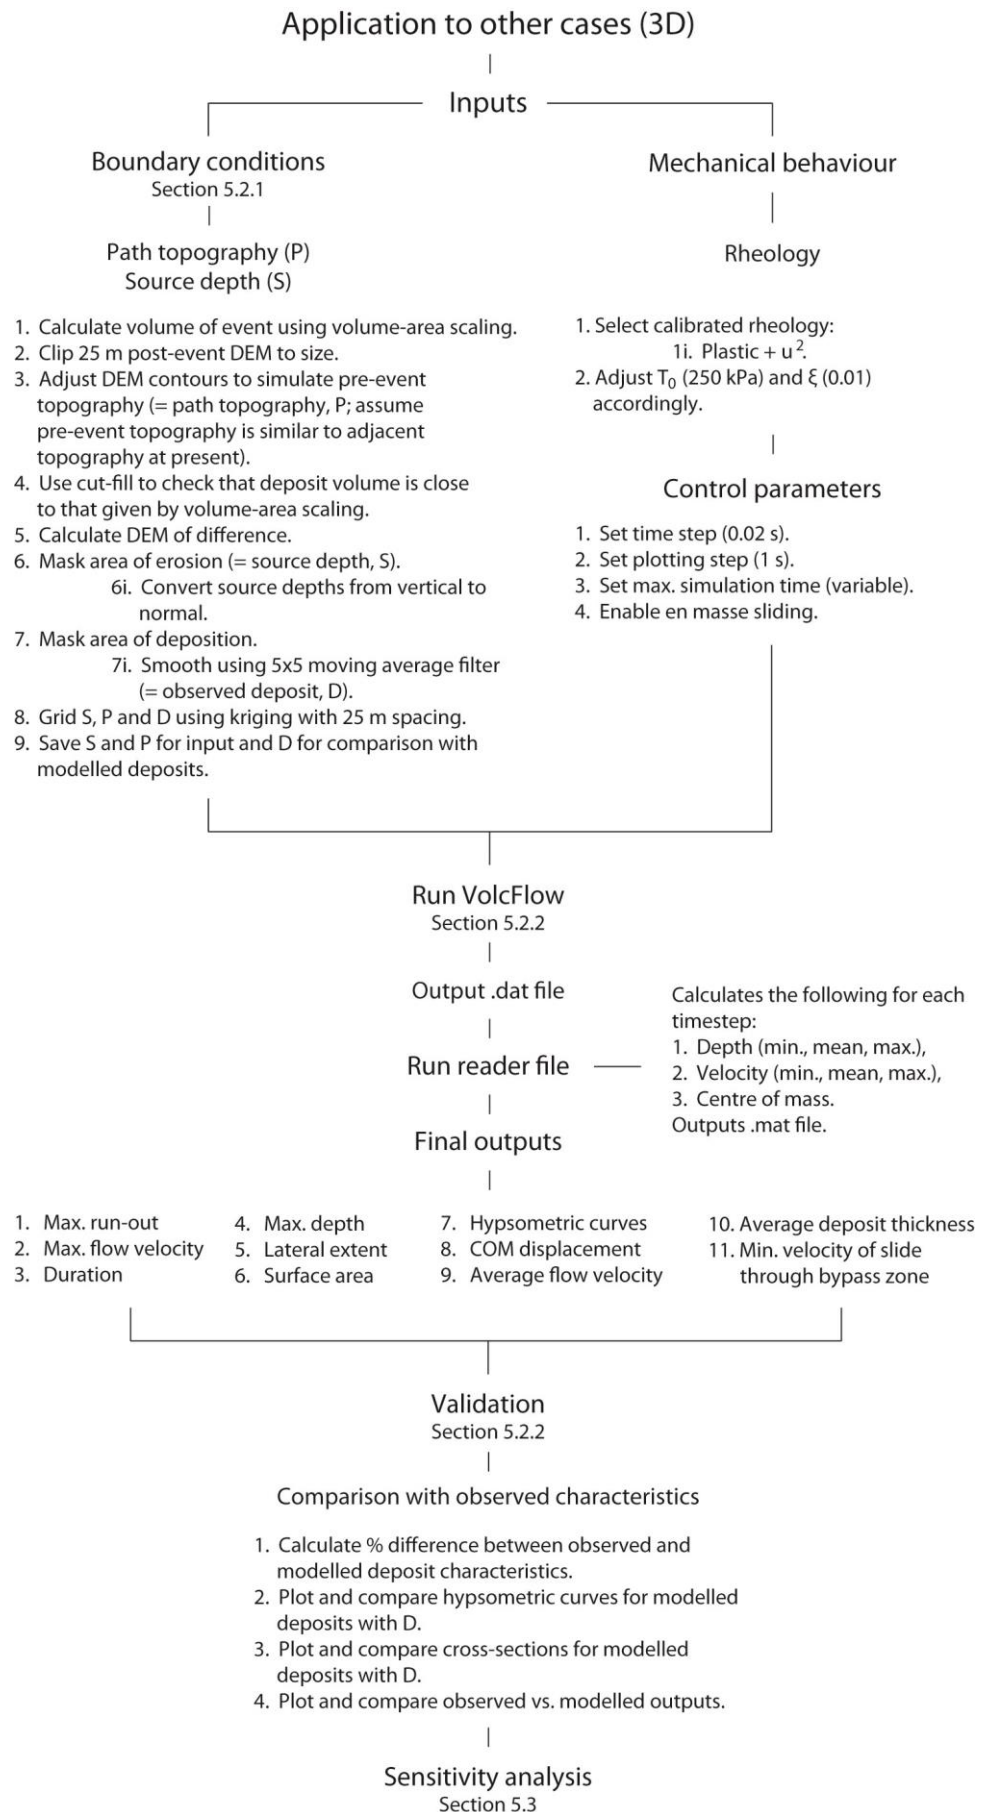 Application to other cases (3D)
Inputs
Boundary conditions
Section 5.2.1
Path topography (P)
Source depth (S)
1. Calculate volume of event using volume-area scaling.
2. Clip 25 m post-event DEM to size.
3. Adjust DEM contours to simulate pre-event
topography (= path topography, P; assume
pre-event topography is similar to adjacent
topography at present).
4. Use cut-fill to check that deposit volume is close
to that given by volume-area scaling.
5. Calculate DEM of difference.
6. Mask area of erosion (= source depth, S).
6i. Convert source depths from vertical to
normal.
7. Mask area of deposition.
7i. Smooth using 5x5 moving average filter
(= observed deposit, D).
8. Grid S, P and D using kriging with 25 m spacing.
9. Save S and P for input and D for comparison with
modelled deposits.
Mechanical behaviour
Rheology
1. Select calibrated rheology:
1i. Plastic + u².
2. Adjust T₀ (250 kPa) and ξ (0.01)
accordingly.
Control parameters
1. Set time step (0.02 s).
2. Set plotting step (1 s).
3. Set max. simulation time (variable).
4. Enable en masse sliding.
Run VolcFlow
Section 5.2.2
Output .dat file
Run reader file
Calculates the following for each
timestep:
1. Depth (min., mean, max.),
2. Velocity (min., mean, max.),
3. Centre of mass.
Outputs .mat file.
Final outputs
1. Max. run-out
2. Max. flow velocity
3. Duration
4. Max. depth
5. Lateral extent
6. Surface area
7. Hypsometric curves
8. COM displacement
9. Average flow velocity
10. Average deposit thickness
11. Min. velocity of slide
through bypass zone
Validation
Section 5.2.2
Comparison with observed characteristics
1. Calculate % difference between observed and
modelled deposit characteristics.
2. Plot and compare hypsometric curves for modelled
deposits with D.
3. Plot and compare cross-sections for modelled
deposits with D.
4. Plot and compare observed vs. modelled outputs.
Sensitivity analysis
Section 5.3